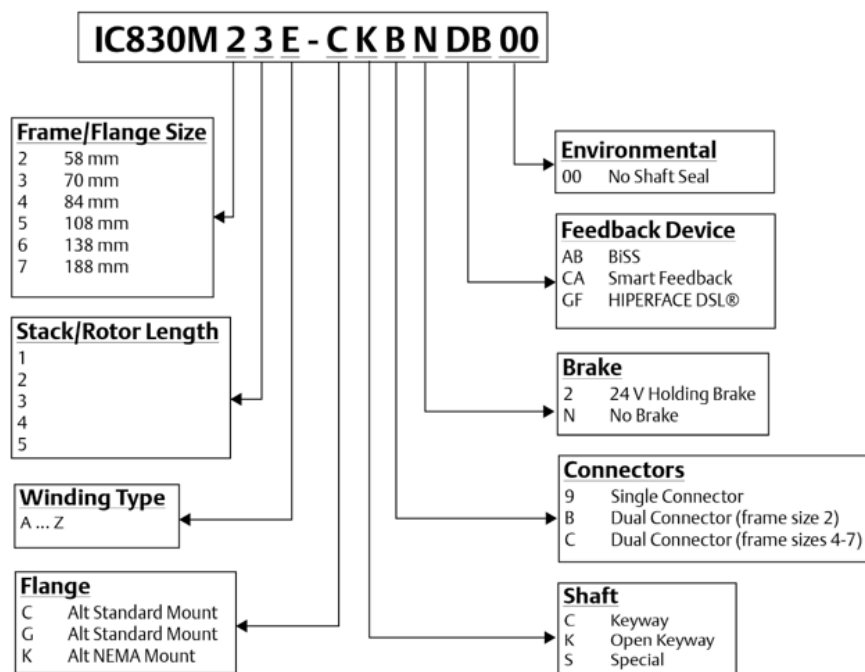 IC830M 2 3 E - C K B N DB 00
Frame/Flange Size
2 58 mm
3 70 mm
4 84 mm
5 108 mm
6 138 mm
7 188 mm
Stack/Rotor Length
1
2
3
4
5
Winding Type
A ... Z
Flange
C Alt Standard Mount
G Alt Standard Mount
K Alt NEMA Mount
Environmental
00 No Shaft Seal
Feedback Device
AB BiSS
CA Smart Feedback
GF HIPERFACE DSL®
Brake
2 24 V Holding Brake
N No Brake
Connectors
9 Single Connector
B Dual Connector (frame size 2)
C Dual Connector (frame sizes 4-7)
Shaft
C Keyway
K Open Keyway
S Special